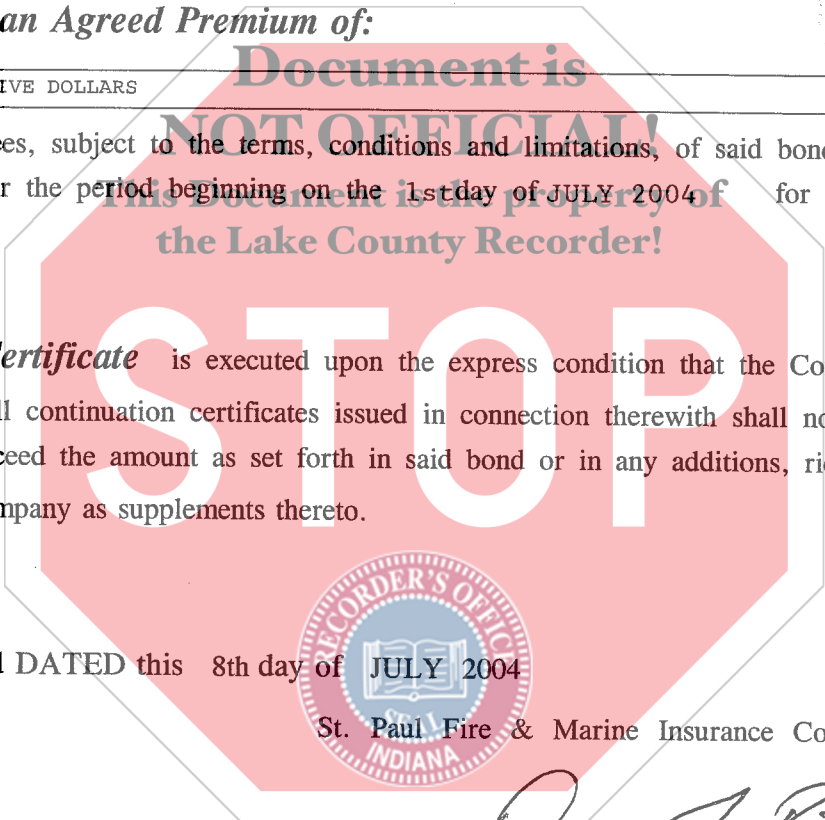 an Agreed Premium of:
Document is
IVE DOLLARS
NOT OFFICIAL!
es, subject to the terms, conditions and limitations, of said bond
r the period beginning on the 1st day of JULY 2004 for
This Document is the property of
the Lake County Recorder!
STOP
ertificate is executed upon the express condition that the Co
ll continuation certificates issued in connection therewith shall no
ceed the amount as set forth in said bond or in any additions, ri
mpany as supplements thereto.
RECORDER'S OFFICE
DATED this 8th day of JULY 2004
SEAL
St. Paul Fire & Marine Insurance Co
INDIANA